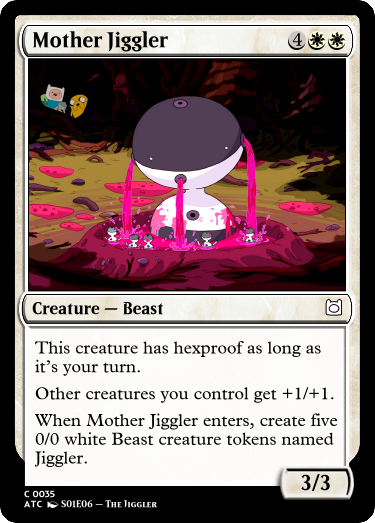 Mother Jiggler 4
Creature — Beast
This creature has hexproof as long as
it's your turn.
Other creatures you control get +1/+1.
When Mother Jiggler enters, create five
0/0 white Beast creature tokens named
Jiggler.
3/3
C 0035
ATC S01E06 – The Jiggler